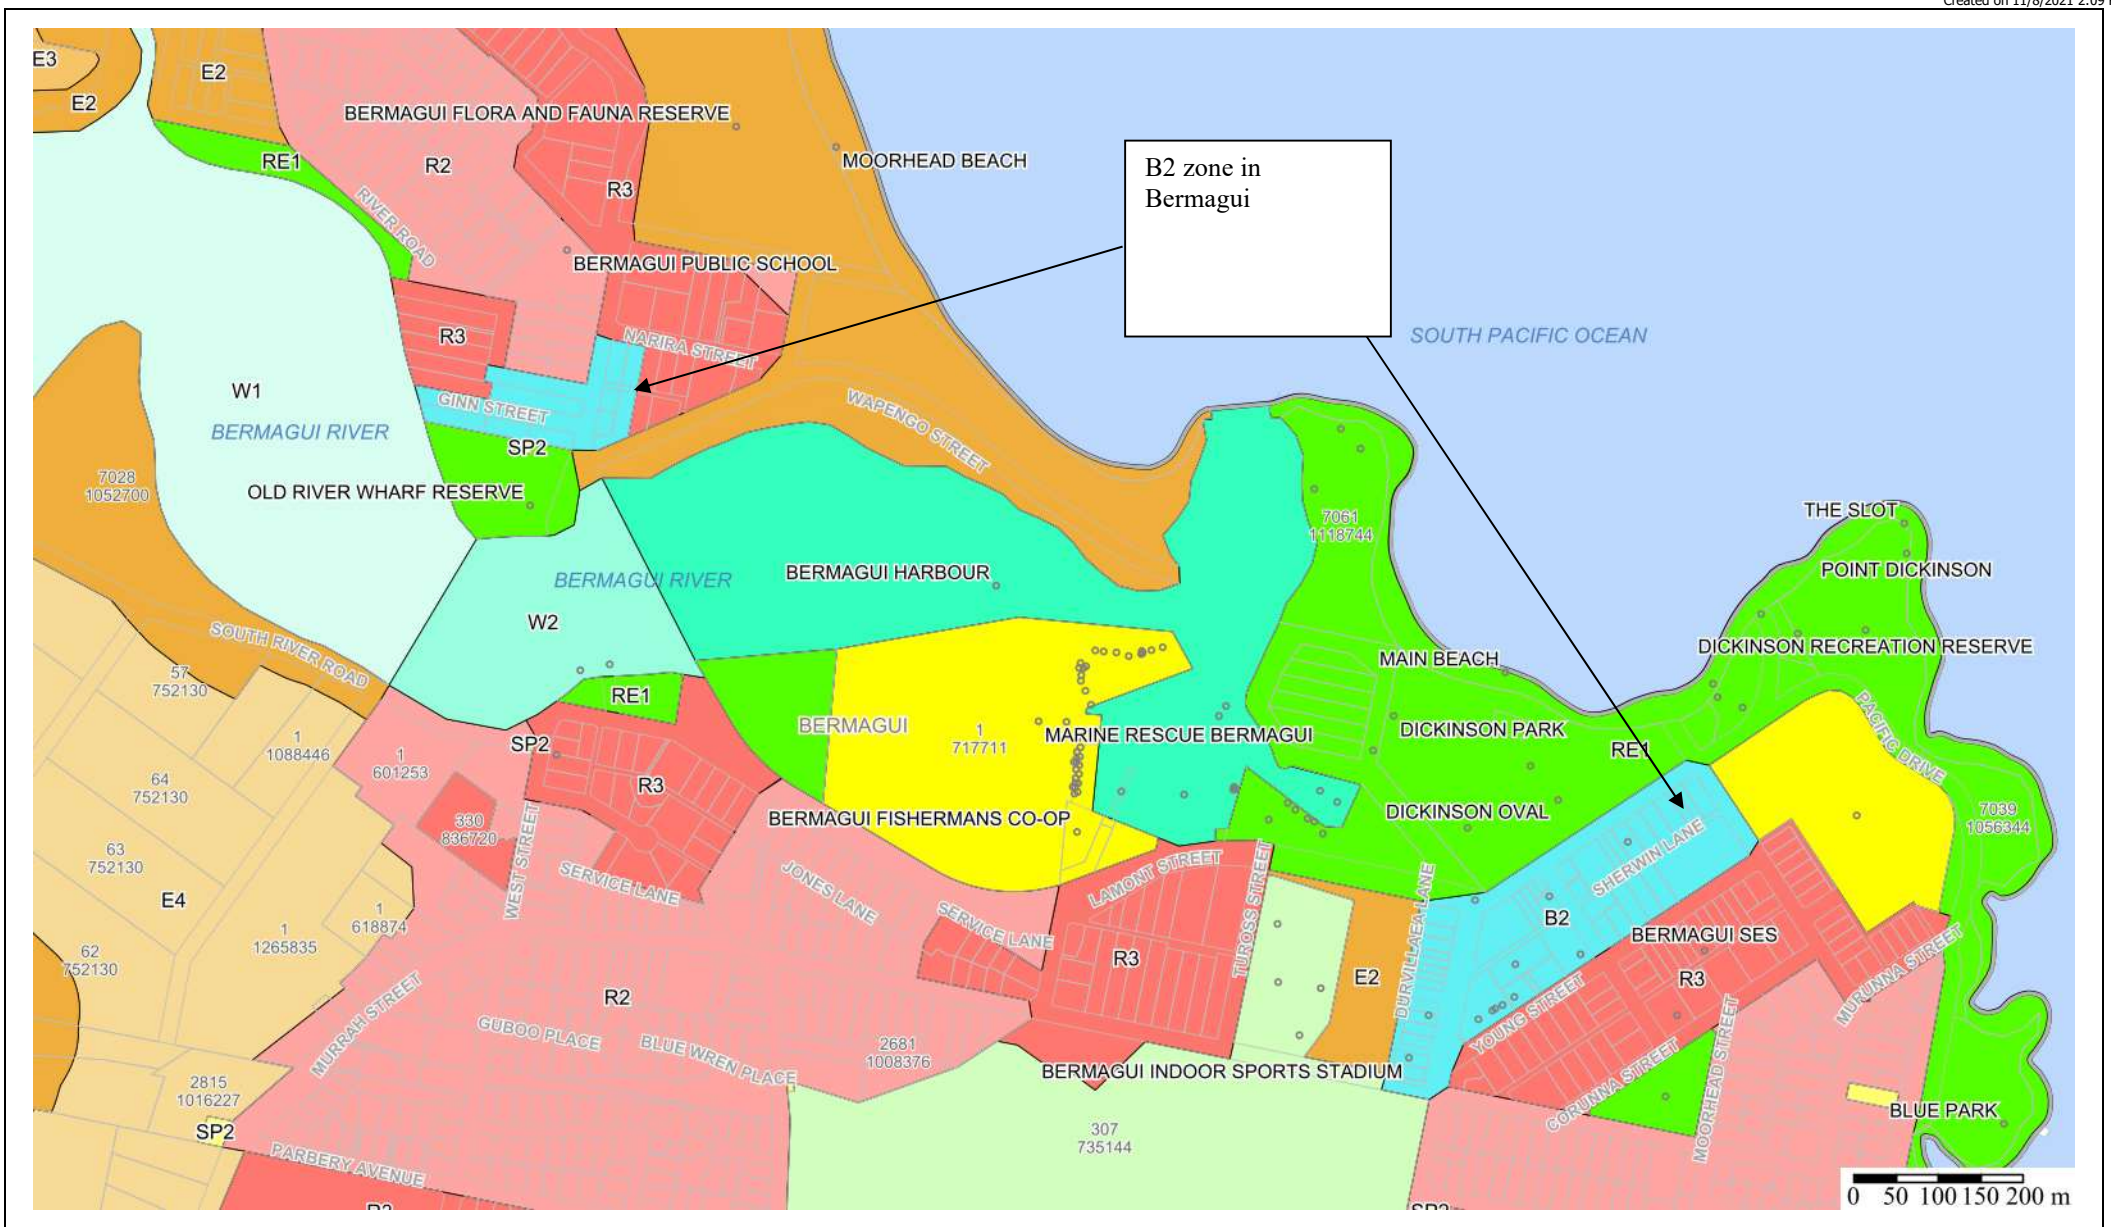 Created on 11/8/2021 2:09
E3
E2
E2
BERMAGUI FLORA AND FAUNA RESERVE
MOORHEAD BEACH
RE1
R2
R3
RIVER ROAD
B2 zone in
Bermagui
BERMAGUI PUBLIC SCHOOL
SOUTH PACIFIC OCEAN
R3
NARIRA STREET
W1
GINN STREET
WAPENGO STREET
BERMAGUI RIVER
SP2
7028
1052700
OLD RIVER WHARF RESERVE
7061
1118744
THE SLOT
POINT DICKINSON
BERMAGUI HARBOUR
BERMAGUI RIVER
W2
SOUTH RIVER ROAD
DICKINSON RECREATION RESERVE
MAIN BEACH
57
752130
RE1
PACIFIC DRIVE
BERMAGUI
1
717711
MARINE RESCUE BERMAGUI
DICKINSON PARK
RE1
1
1088446
SP2
1
601253
64
752130
R3
BERMAGUI FISHERMANS CO-OP
DICKINSON OVAL
7039
1056344
330
836720
WEST STREET
SERVICE LANE
JONES LANE
LAMONT STREET
TUROSS STREET
DURVILLAEA LANE
SHERWIN LANE
63
752130
E4
1
618874
1
1265835
SERVICE LANE
B2
BERMAGUI SES
62
752130
R3
E2
R3
MURUNNA STREET
R2
MURRAH STREET
GUBOO PLACE
BLUE WREN PLACE
2681
1008376
YOUNG STREET
BERMAGUI INDOOR SPORTS STADIUM
CORUNNA STREET
MOORHEAD STREET
2815
1016227
SP2
307
735144
BLUE PARK
PARBERY AVENUE
R3
SP2
0 50 100 150 200 m